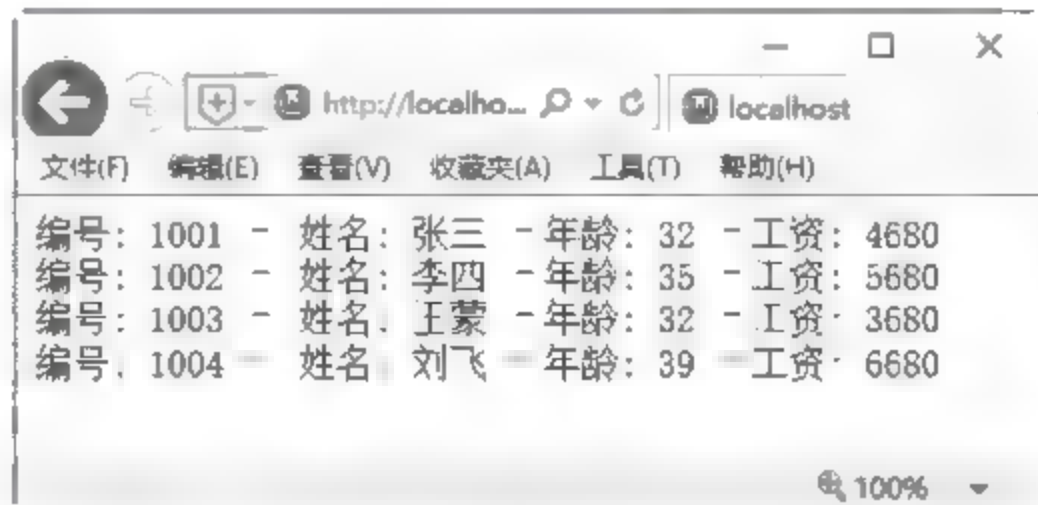 http://localho...
localhost
文件(F) 编辑(E) 查看(V) 收藏夹(A) 工具(T) 帮助(H)
编号: 1001 - 姓名: 张三 - 年龄: 32 - 工资: 4680
编号: 1002 - 姓名: 李四 - 年龄: 35 - 工资: 5680
编号: 1003 - 姓名: 王蒙 - 年龄: 32 - 工资: 3680
编号: 1004 - 姓名: 刘飞 - 年龄: 39 - 工资: 6680
100%